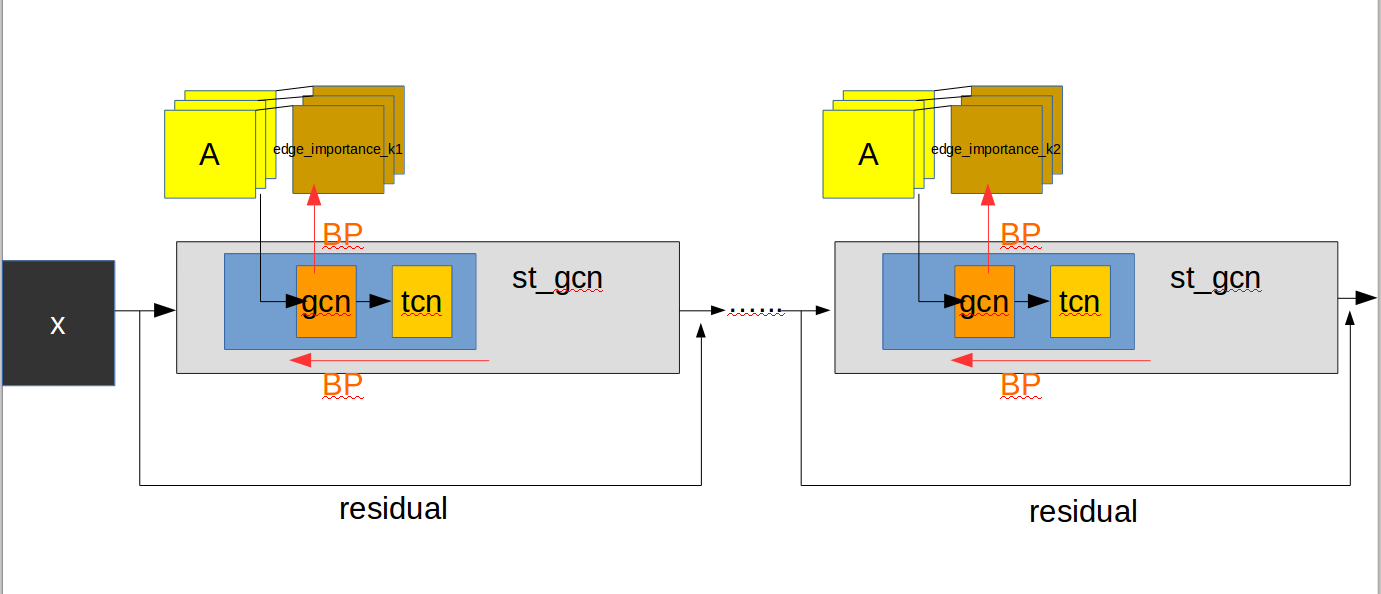 A
edge_importance_k1
A
edge_importance_k2
BP
BP
st_gcn
st_gcn
x
gcn
tcn
......
gcn
tcn
BP
BP
residual
residual